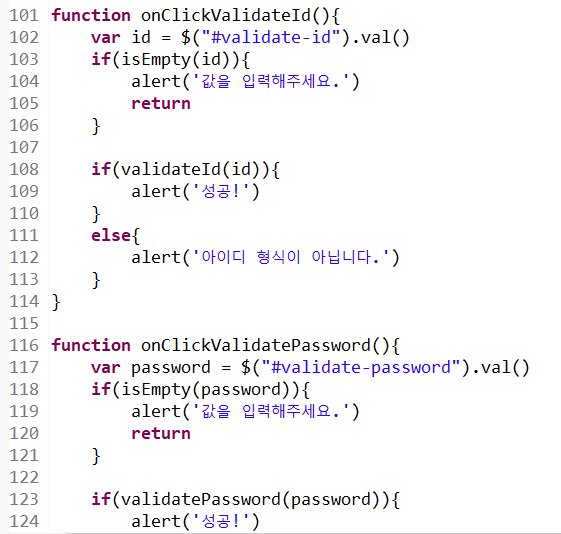 101 function onClickValidateId(){
102     var id = $("#validate-id").val()
103     if(isEmpty(id)){
104         alert('값을 입력해주세요.')
105         return
106     }
107
108     if(validateId(id)){
109         alert('성공!')
110     }
111     else{
112         alert('아이디 형식이 아닙니다.')
113     }
114 }
115
116 function onClickValidatePassword(){
117     var password = $("#validate-password").val()
118     if(isEmpty(password)){
119         alert('값을 입력해주세요.')
120         return
121     }
122
123     if(validatePassword(password)){
124         alert('성공!')